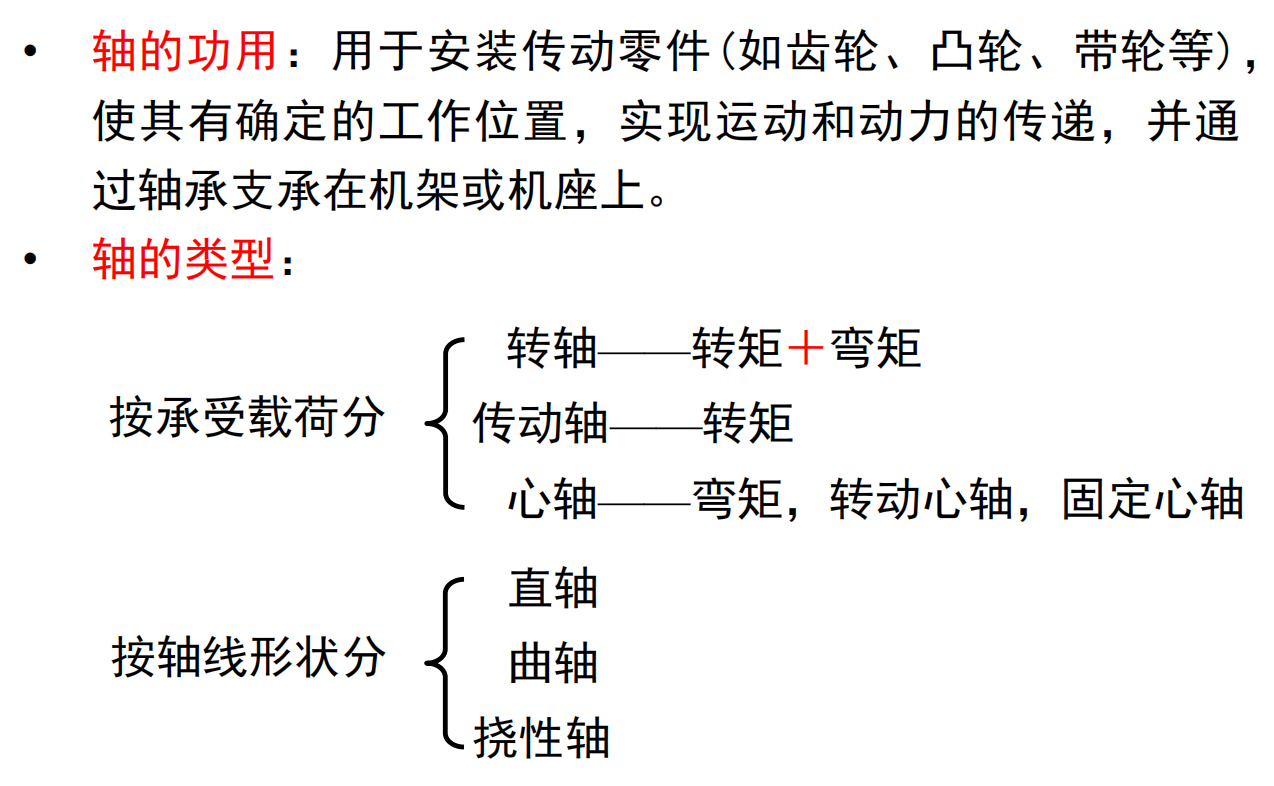 • 轴的功用：用于安装传动零件(如齿轮、凸轮、带轮等)，
使其有确定的工作位置，实现运动和动力的传递，并通
过轴承支承在机架或机座上。
• 轴的类型：
转轴——转矩＋弯矩
按承受载荷分
传动轴——转矩
心轴——弯矩，转动心轴，固定心轴
直轴
按轴线形状分
曲轴
挠性轴